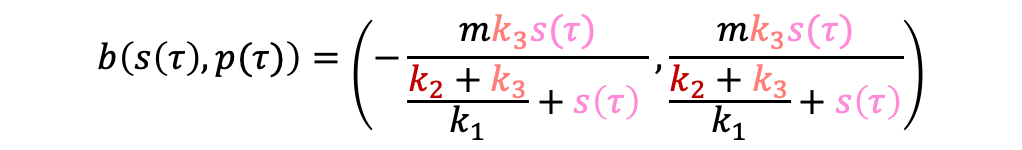 b(s(τ), p(τ)) = (− mk₃s(τ) / ((k₂ + k₃)/k₁ + s(τ)), mk₃s(τ) / ((k₂ + k₃)/k₁ + s(τ)))